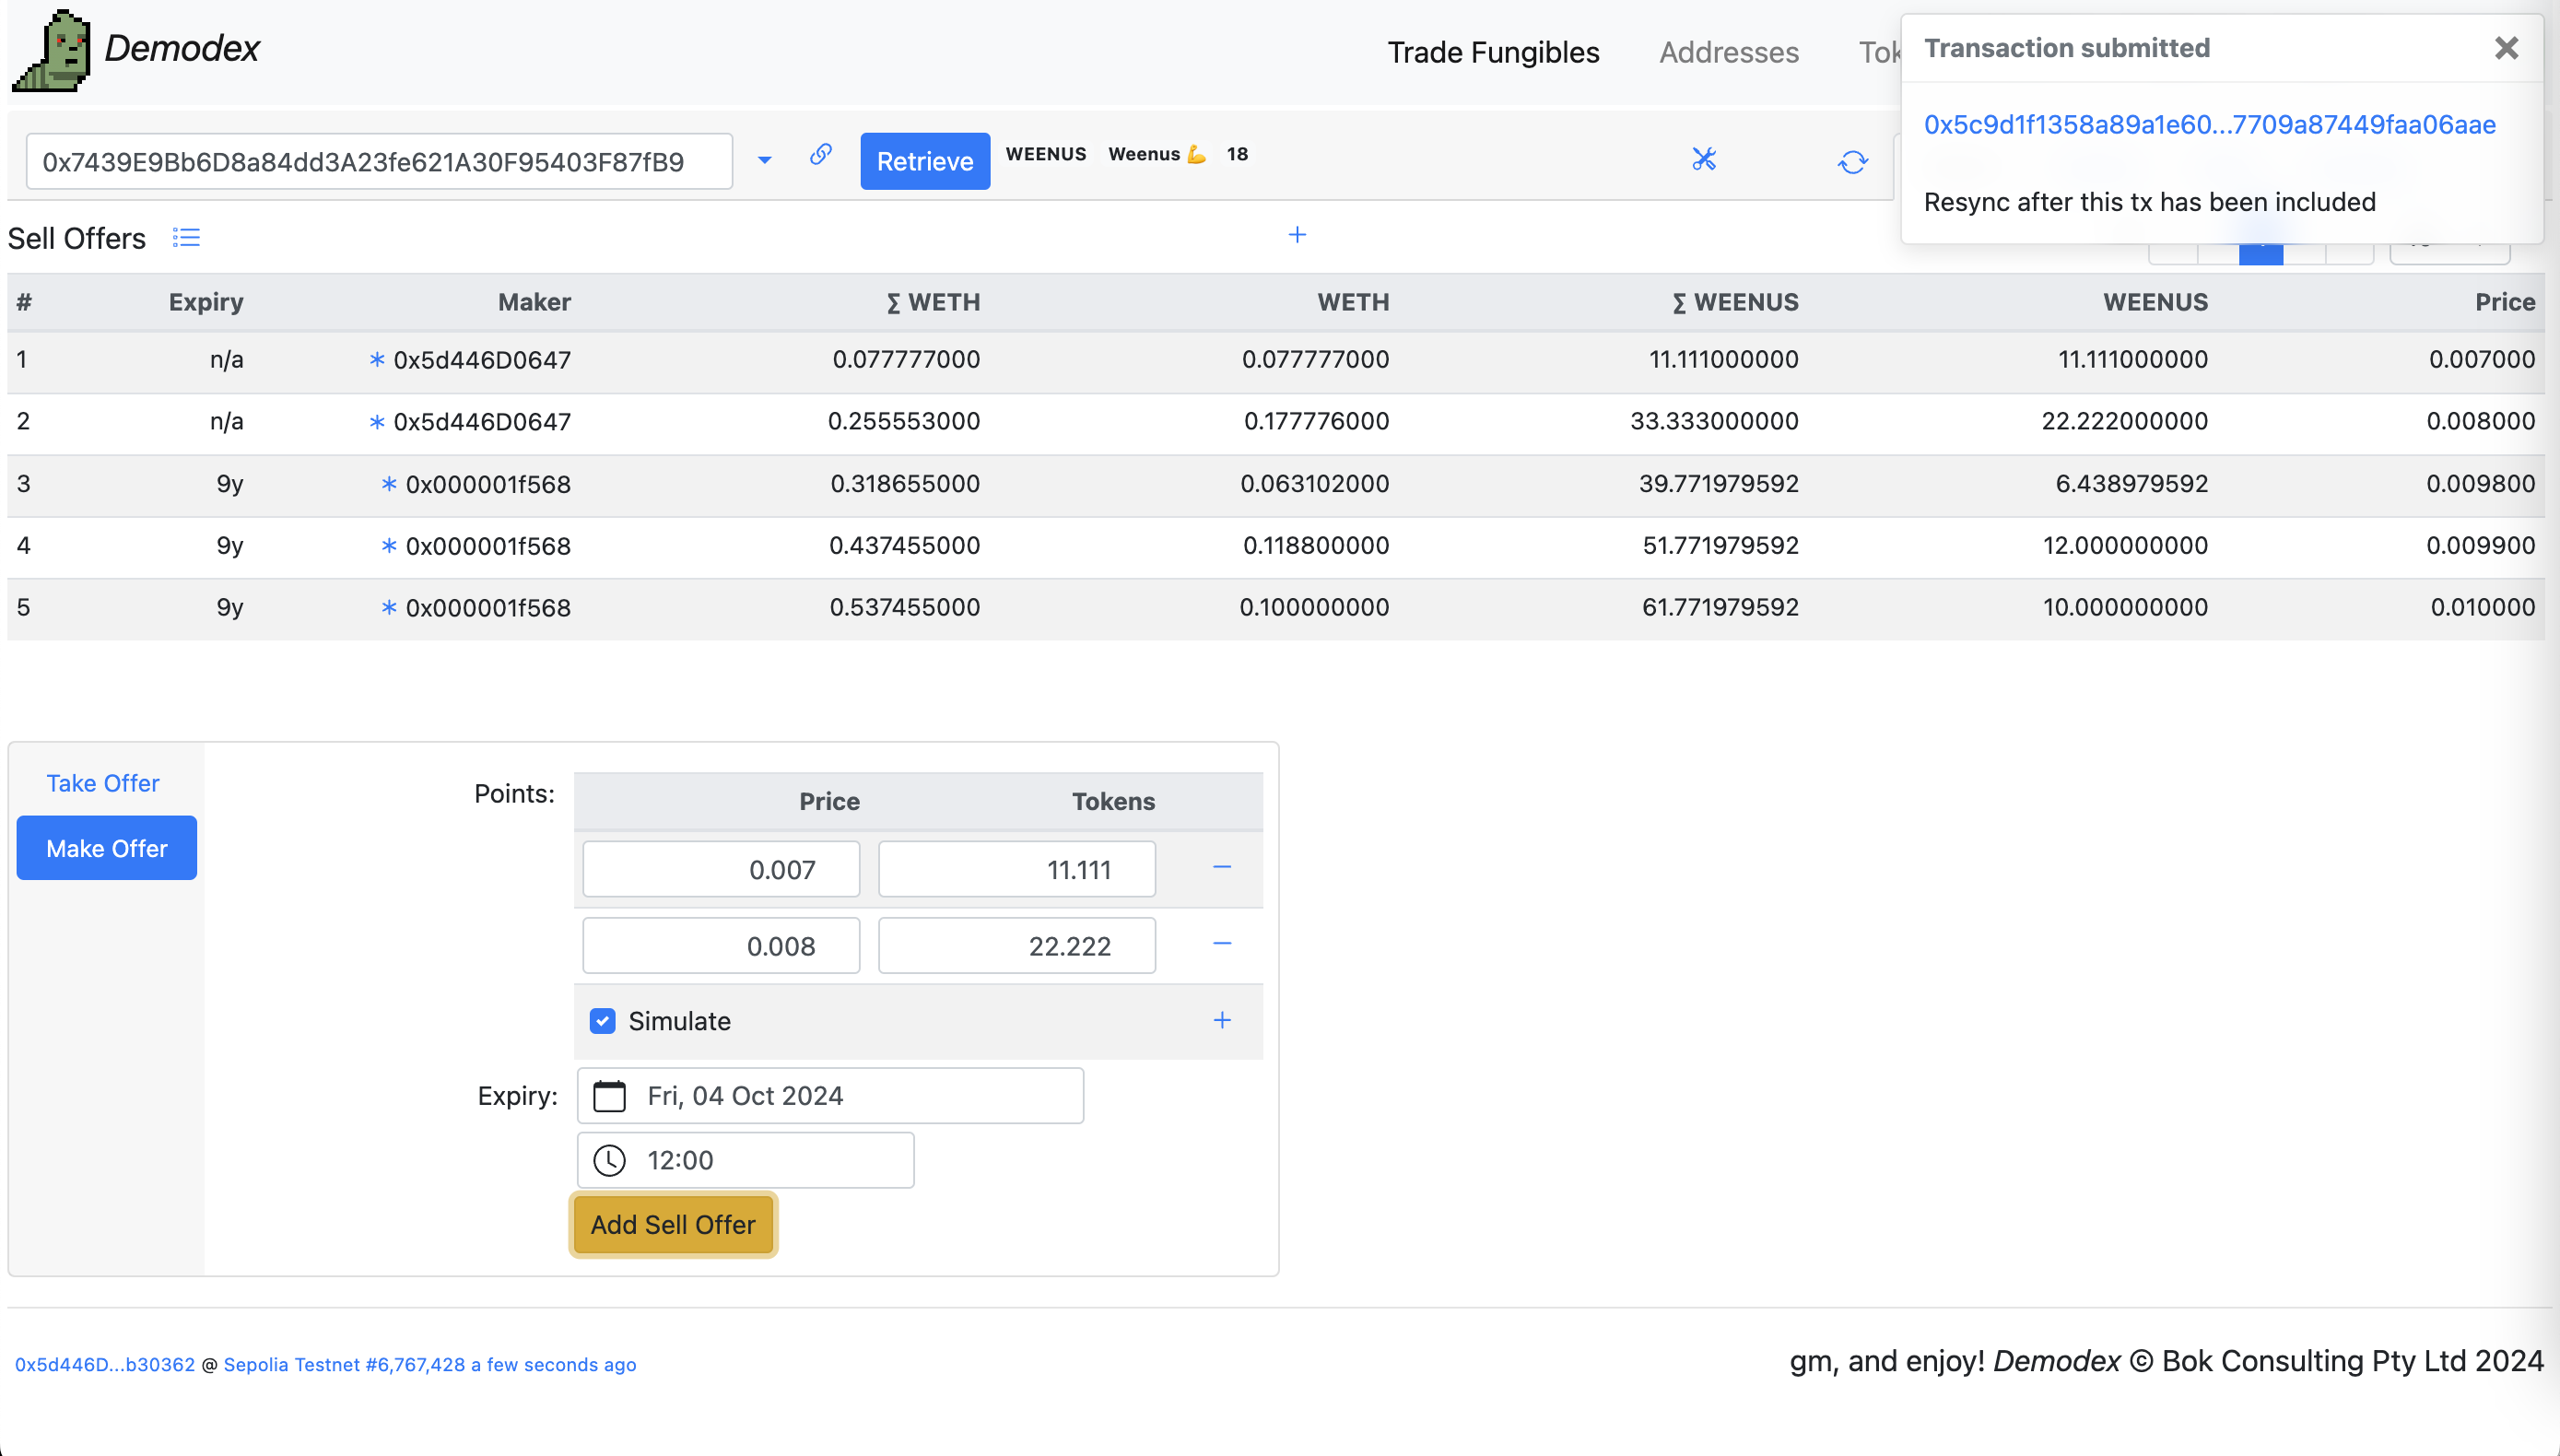 Demodex
Trade Fungibles Addresses
Transaction submitted
0x5c9d1f1358a89a1e60...7709a87449faa06aae
Resync after this tx has been included
0x7439E9Bb6D8a84dd3A23fe621A30F95403F87fB9 Retrieve WEENUS Weenus 💪 18
Sell Offers
# Expiry Maker ∑ WETH WETH ∑ WEENUS WEENUS Price
1 n/a 0x5d446D0647 0.077777000 0.077777000 11.111000000 11.111000000 0.007000
2 n/a 0x5d446D0647 0.255553000 0.177776000 33.333000000 22.222000000 0.008000
3 9y 0x000001f568 0.318655000 0.063102000 39.771979592 6.438979592 0.009800
4 9y 0x000001f568 0.437455000 0.118800000 51.771979592 12.000000000 0.009900
5 9y 0x000001f568 0.537455000 0.100000000 61.771979592 10.000000000 0.010000
Take Offer
Make Offer
Points: Price Tokens
0.007 11.111
0.008 22.222
Simulate
Expiry: Fri, 04 Oct 2024
12:00
Add Sell Offer
0x5d446D...b30362 @ Sepolia Testnet #6,767,428 a few seconds ago
gm, and enjoy! Demodex © Bok Consulting Pty Ltd 2024